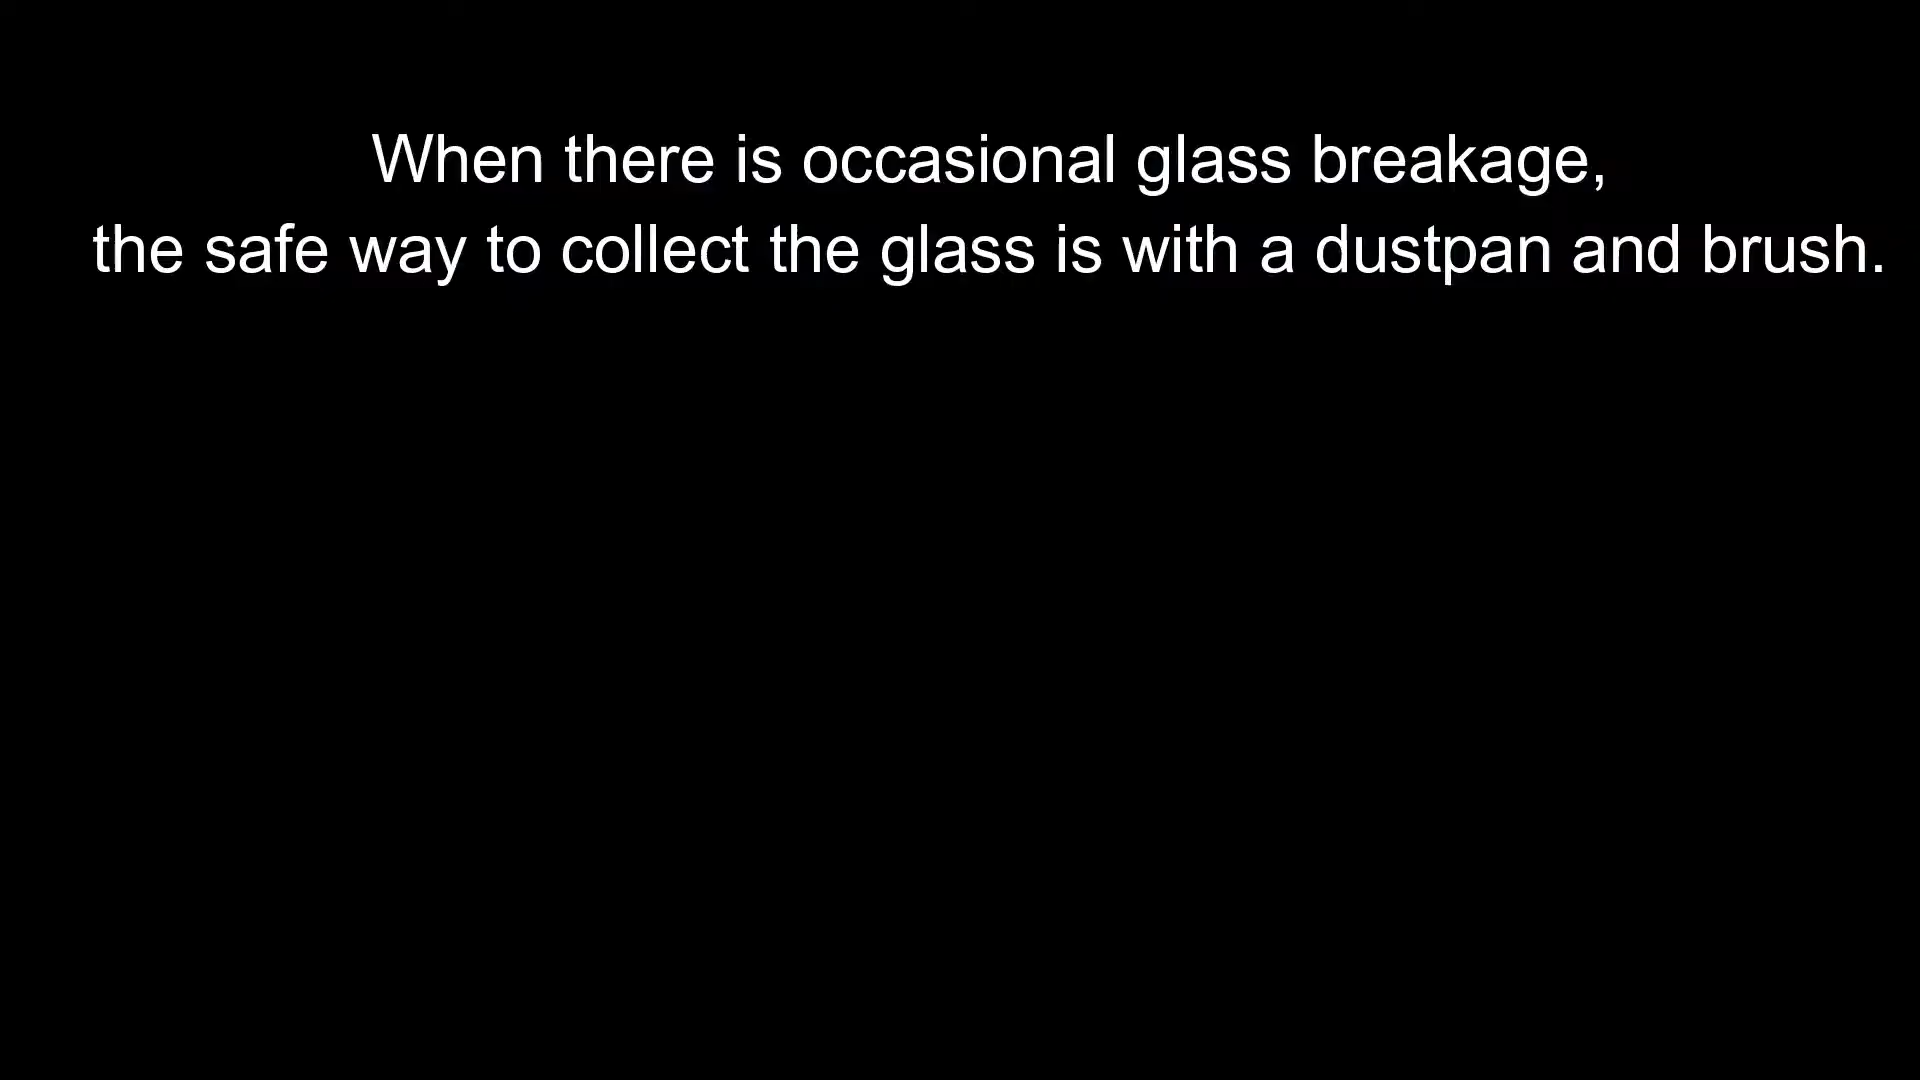 When there is occasional glass breakage,
the safe way to collect the glass is with a dustpan and brush.